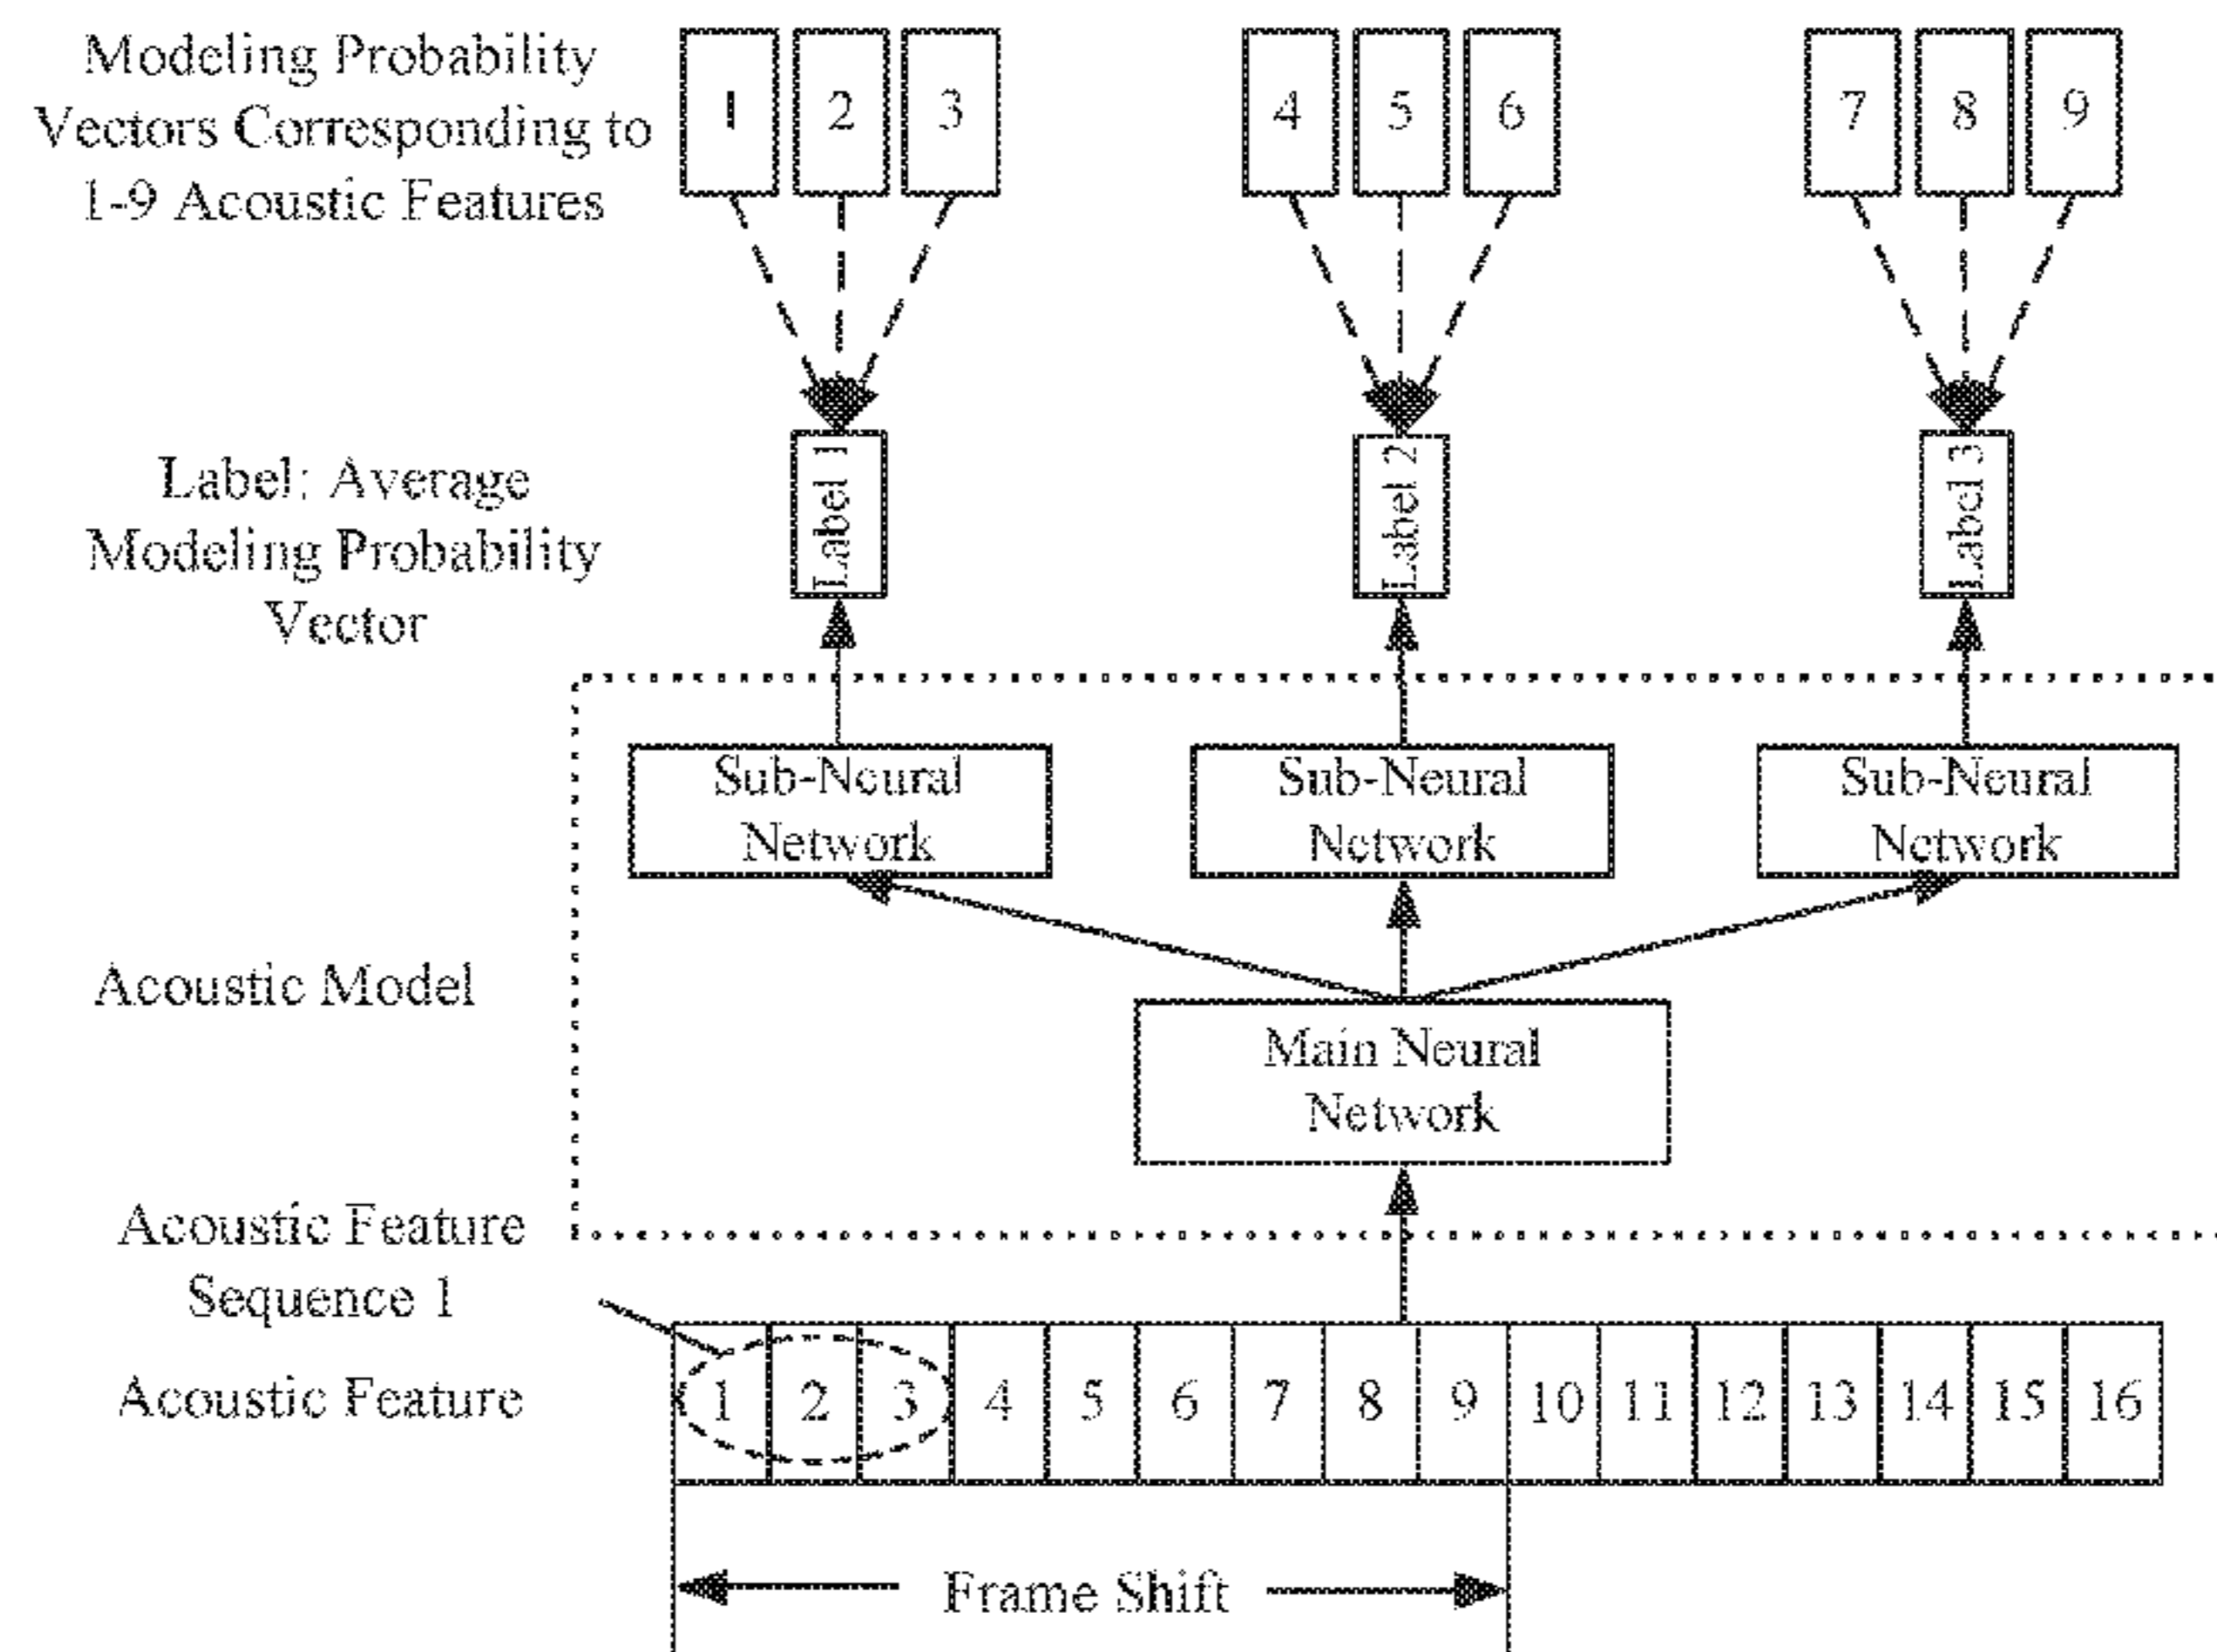 Modeling Probability
Vectors Corresponding to
1-9 Acoustic Features
1 2 3 4 5 6 7 8 9
Label: Average
Modeling Probability
Vector
Label 1
Label 2
Label 3
Sub-Neural
Network
Sub-Neural
Network
Sub-Neural
Network
Acoustic Model
Main Neural
Network
Acoustic Feature
Sequence 1
Acoustic Feature
1 2 3 4 5 6 7 8 9 10 11 12 13 14 15 16
Frame Shift